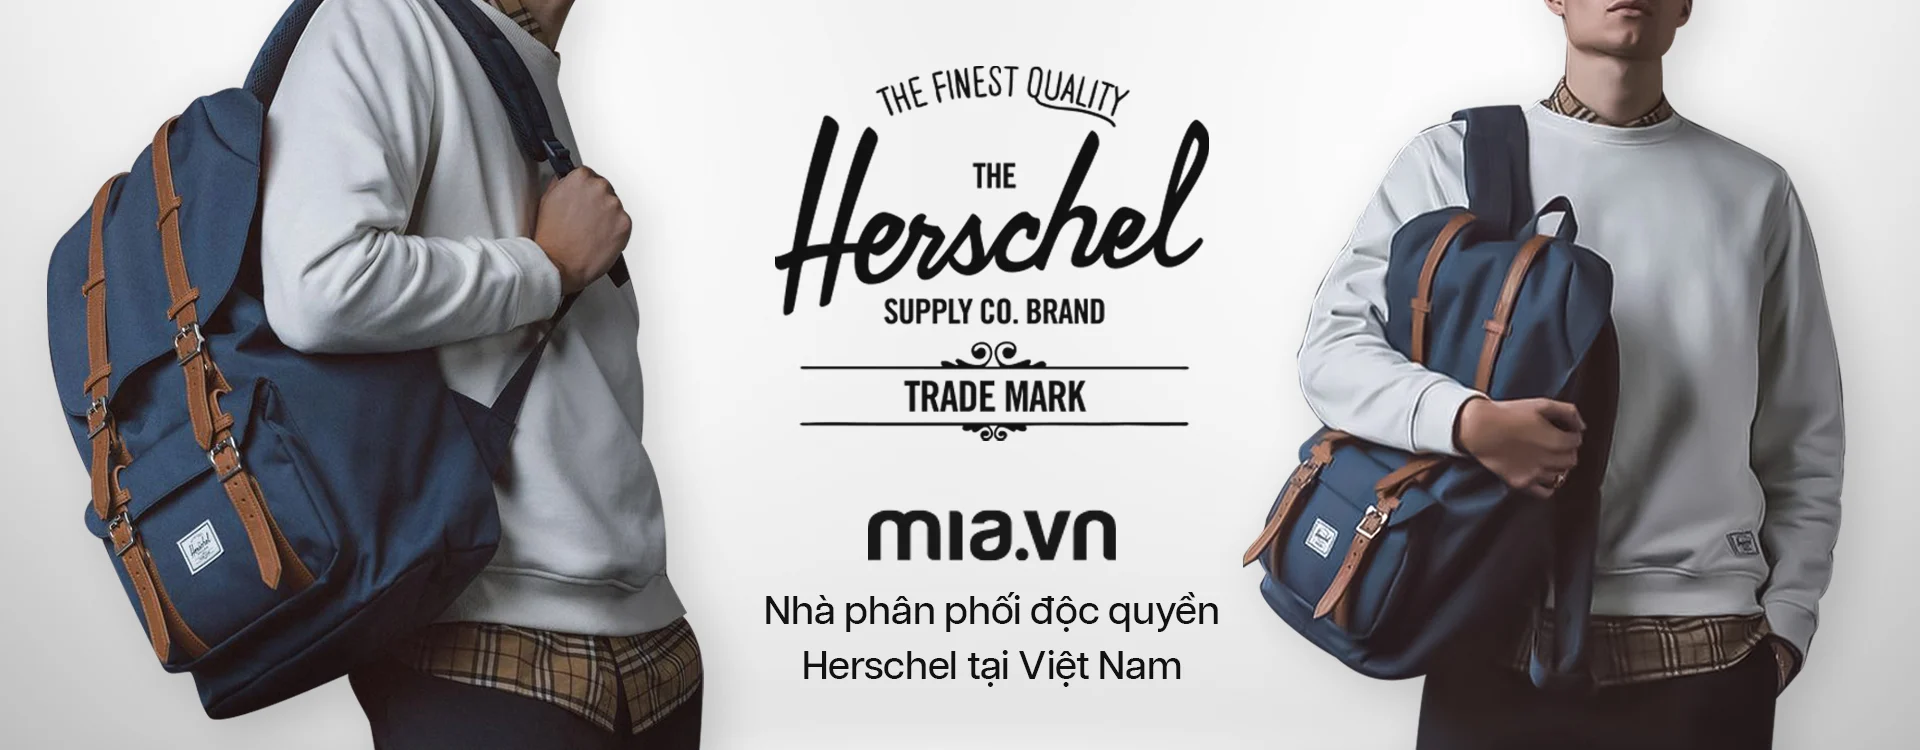 THE FINEST QUALITY
THE
Herschel
SUPPLY CO. BRAND
TRADE MARK
mia.vn
Nhà phân phối độc quyền
Herschel tại Việt Nam
Herschel